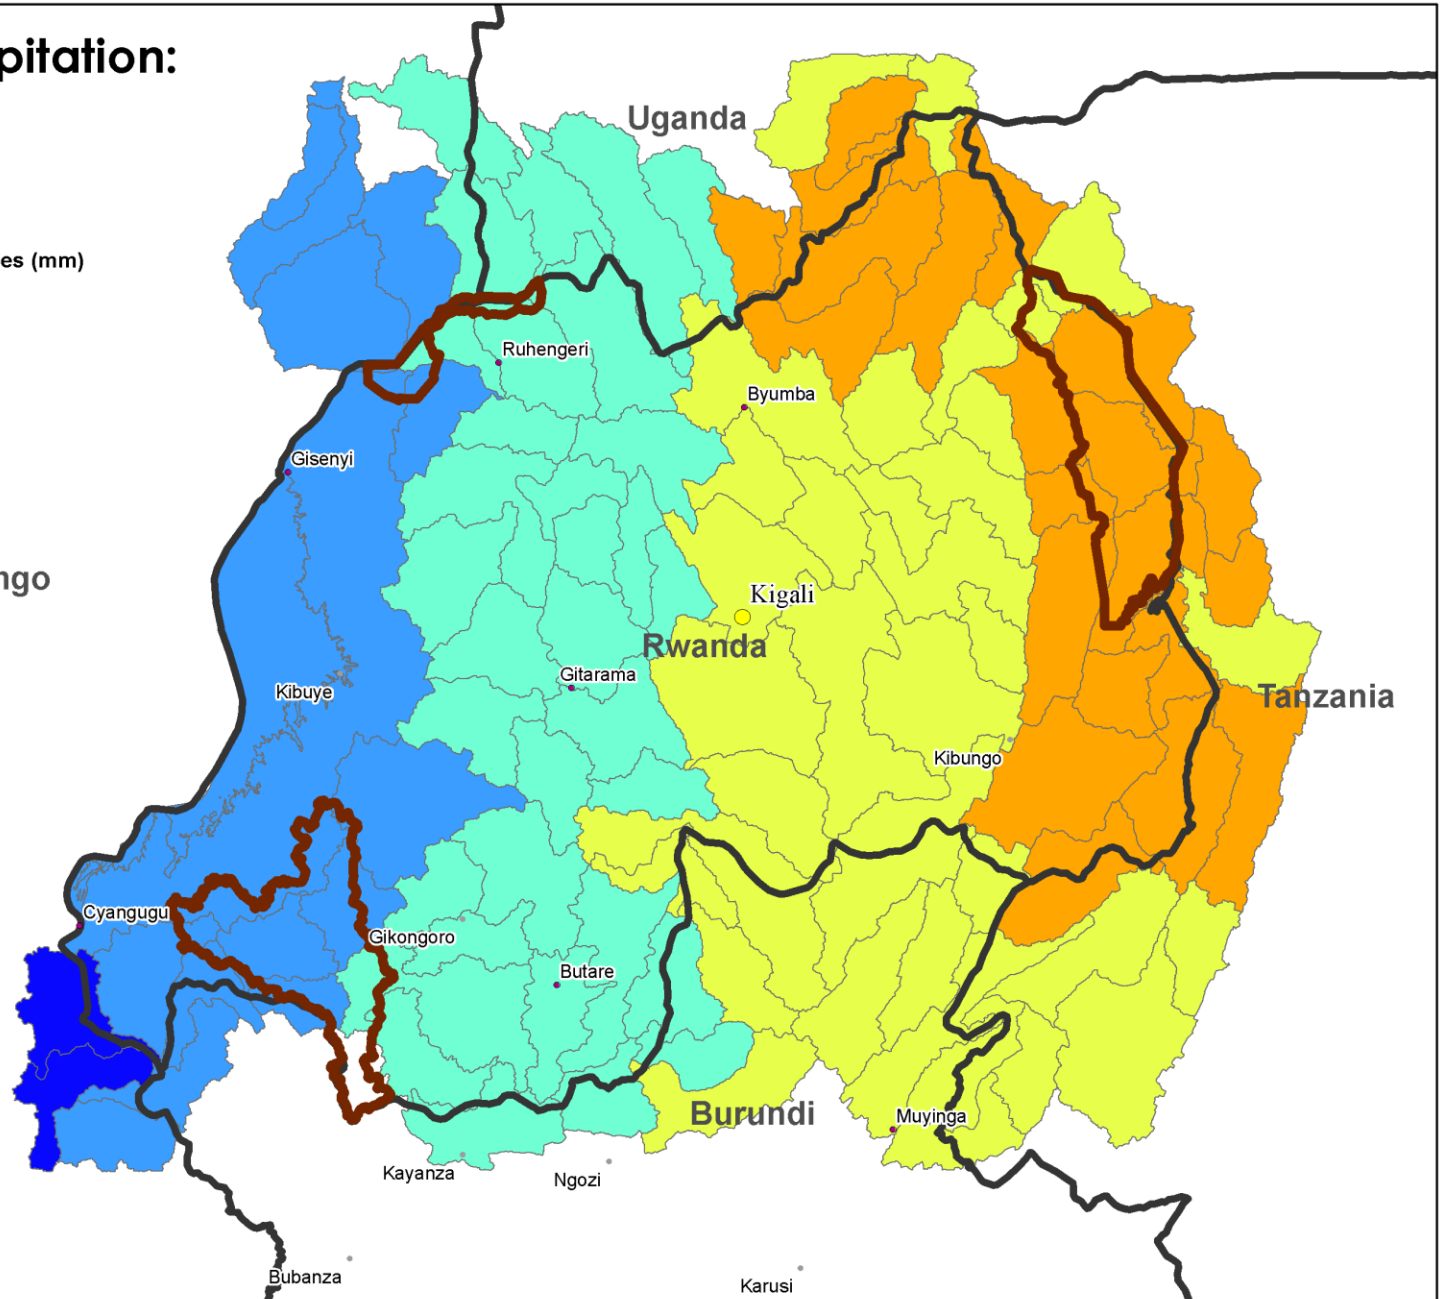 pitation:
Uganda
es (mm)
Ruhengeri
Byumba
Gisenyi
ngo
Kigali
Rwanda
Gitarama
Kibuye
Tanzania
Kibungo
Cyangugu
Gikongoro
Butare
Burundi
Muyinga
Kayanza
Ngozi
Bubanza
Karusi